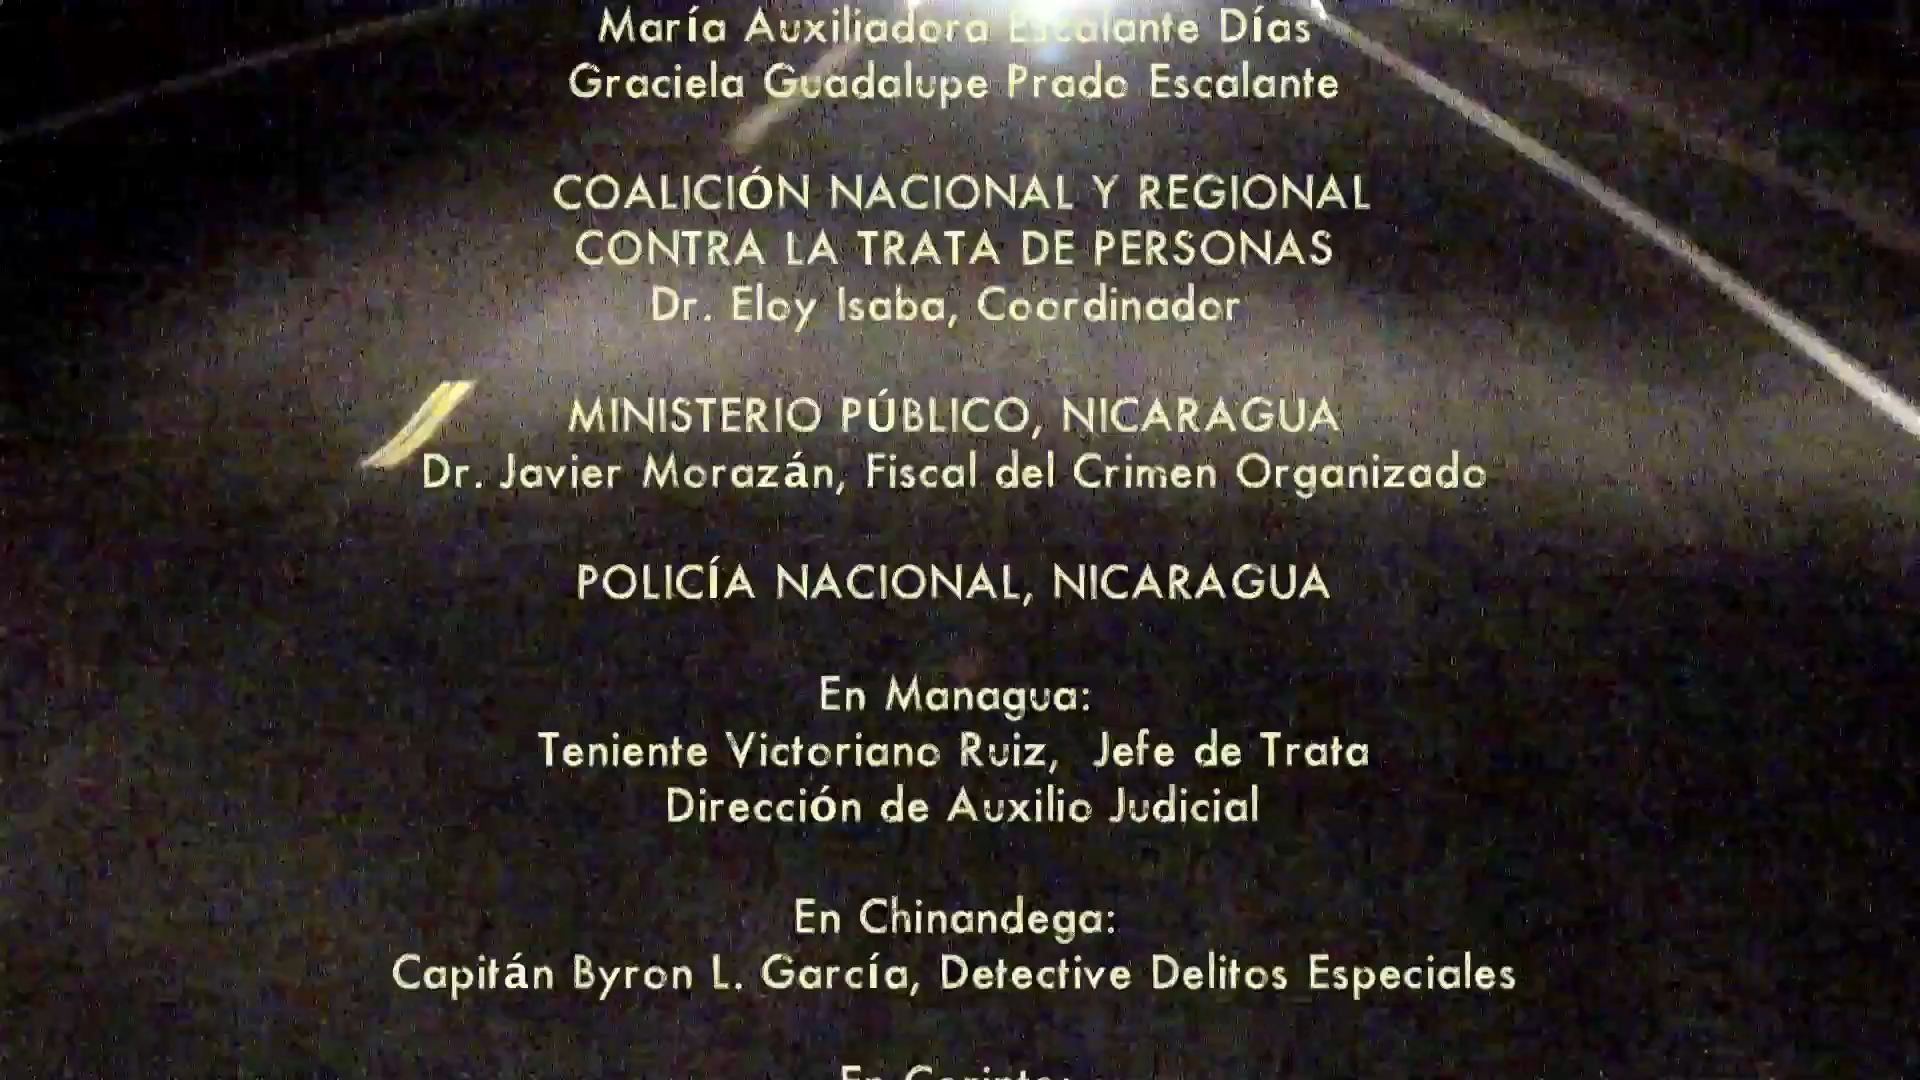 María Auxiliadora Escalante Días
Graciela Guadalupe Prado Escalante
COALICIÓN NACIONAL Y REGIONAL
CONTRA LA TRATA DE PERSONAS
Dr. Eloy Isaba, Coordinador
MINISTERIO PÚBLICO, NICARAGUA
Dr. Javier Morazán, Fiscal del Crimen Organizado
POLICÍA NACIONAL, NICARAGUA
En Managua:
Teniente Victoriano Ruiz, Jefe de Trata
Dirección de Auxilio Judicial
En Chinandega:
Capitán Byron L. García, Detective Delitos Especiales
En Corinto: